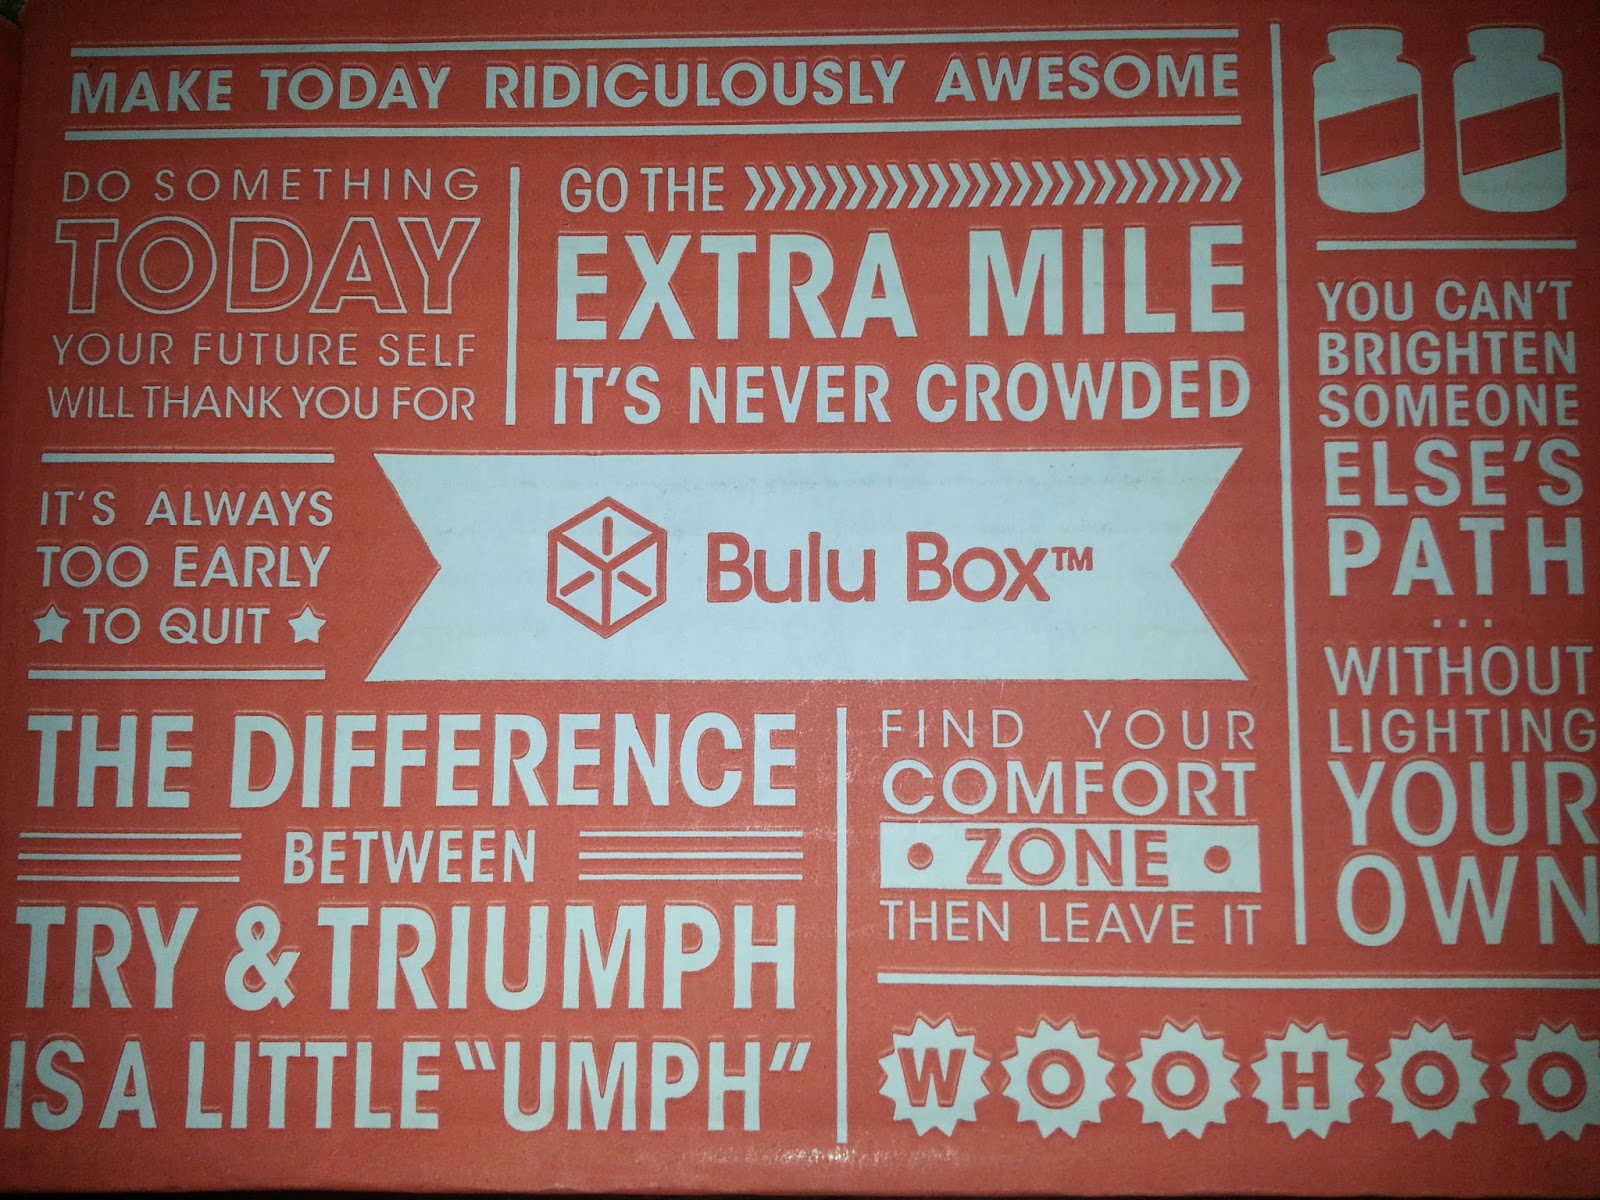 MAKE TODAY RIDICULOUSLY AWESOME
DO SOMETHING
TODAY
YOUR FUTURE SELF
WILL THANK YOU FOR
GO THE
EXTRA MILE
IT'S NEVER CROWDED
YOU CAN'T
BRIGHTEN
SOMEONE
ELSE'S
PATH
...
WITHOUT
LIGHTING
YOUR
OWN
IT'S ALWAYS
TOO EARLY
TO QUIT
Bulu Box™
THE DIFFERENCE
BETWEEN
TRY & TRIUMPH
IS A LITTLE "UMPH"
FIND YOUR
COMFORT
ZONE
THEN LEAVE IT
WOOHOO